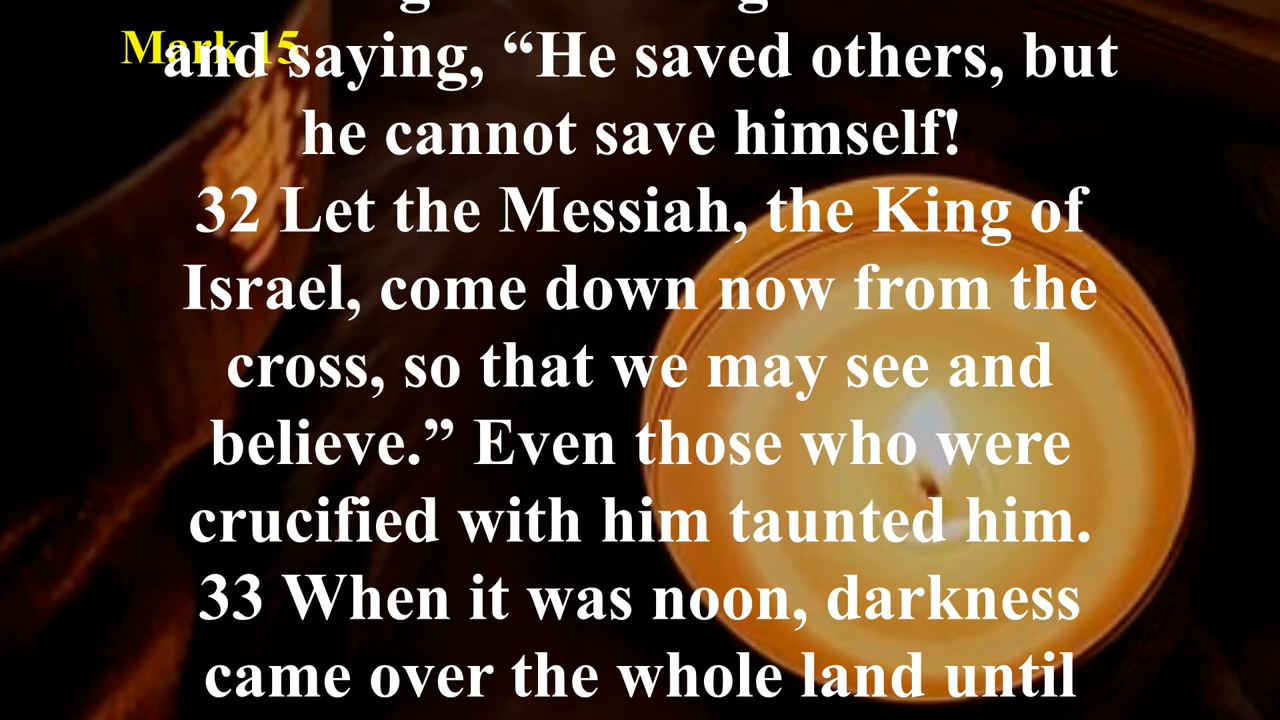 Mark 15
and saying, “He saved others, but
he cannot save himself!
32 Let the Messiah, the King of
Israel, come down now from the
cross, so that we may see and
believe.” Even those who were
crucified with him taunted him.
33 When it was noon, darkness
came over the whole land until